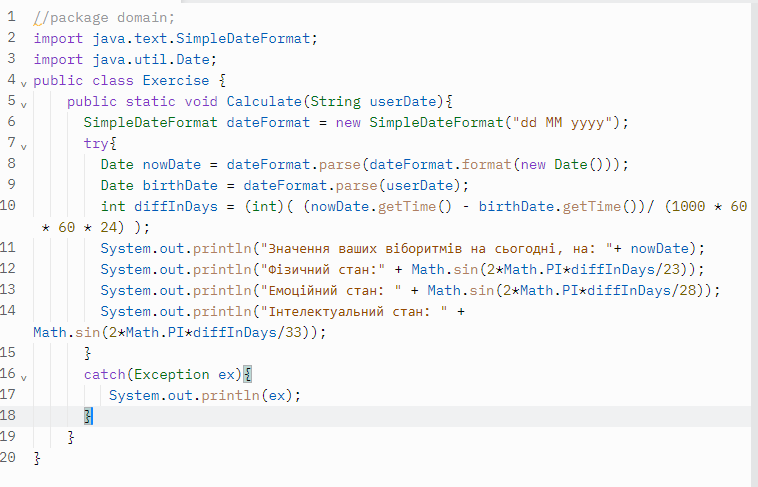 1 //package domain;
2 import java.text.SimpleDateFormat;
3 import java.util.Date;
4 public class Exercise {
5 public static void Calculate(String userDate){
6 SimpleDateFormat dateFormat = new SimpleDateFormat("dd MM yyyy");
7 try{
8 Date nowDate = dateFormat.parse(dateFormat.format(new Date()));
9 Date birthDate = dateFormat.parse(userDate);
10 int diffInDays = (int)( (nowDate.getTime() - birthDate.getTime())/ (1000 * 60
* 60 * 24) );
11 System.out.println("Значення ваших віборитмів на сьогодні, на: "+ nowDate);
12 System.out.println("Фізичний стан:" + Math.sin(2*Math.PI*diffInDays/23));
13 System.out.println("Емоційний стан: " + Math.sin(2*Math.PI*diffInDays/28));
14 System.out.println("Інтелектуальний стан: " +
Math.sin(2*Math.PI*diffInDays/33));
15 }
16 catch(Exception ex){
17 System.out.println(ex);
18 }
19 }
20 }